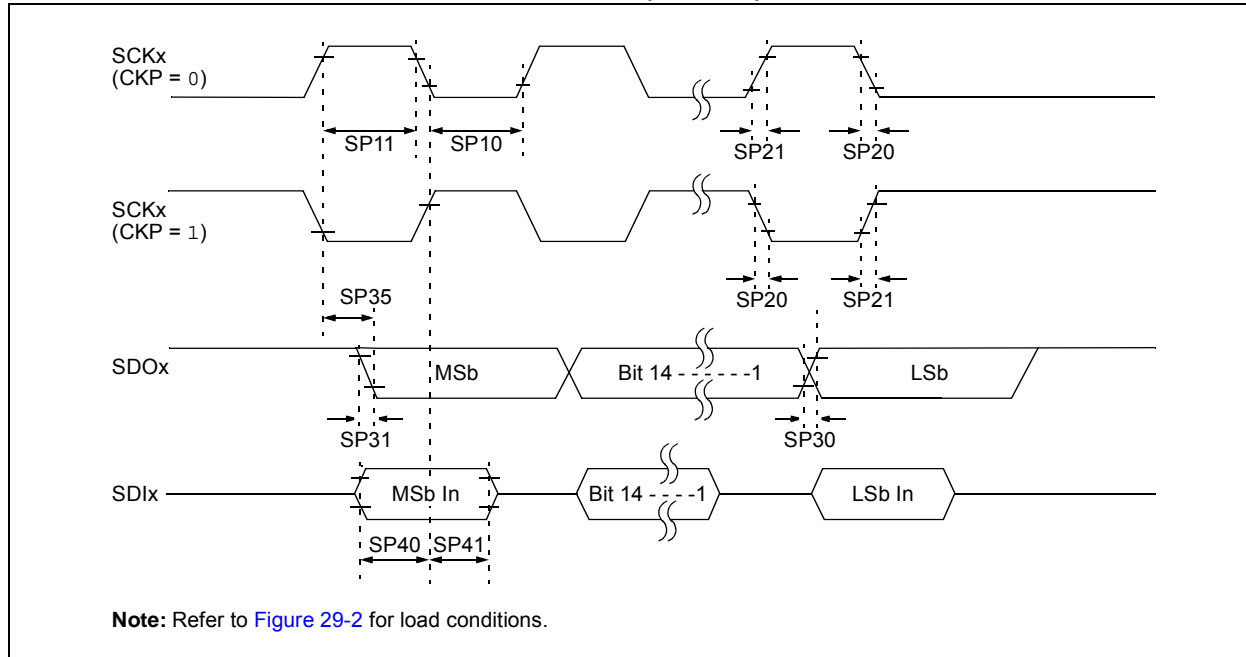 SCKx
(CKP = 0)
SP11
SP10
SP21
SP20
SCKx
(CKP = 1)
SP35
SP20
SP21
SDOx
MSb
Bit 14 - - - - - -1
LSb
SP31
SP30
SDIx
MSb In
Bit 14 - - - -1
LSb In
SP40
SP41
Note: Refer to Figure 29-2 for load conditions.